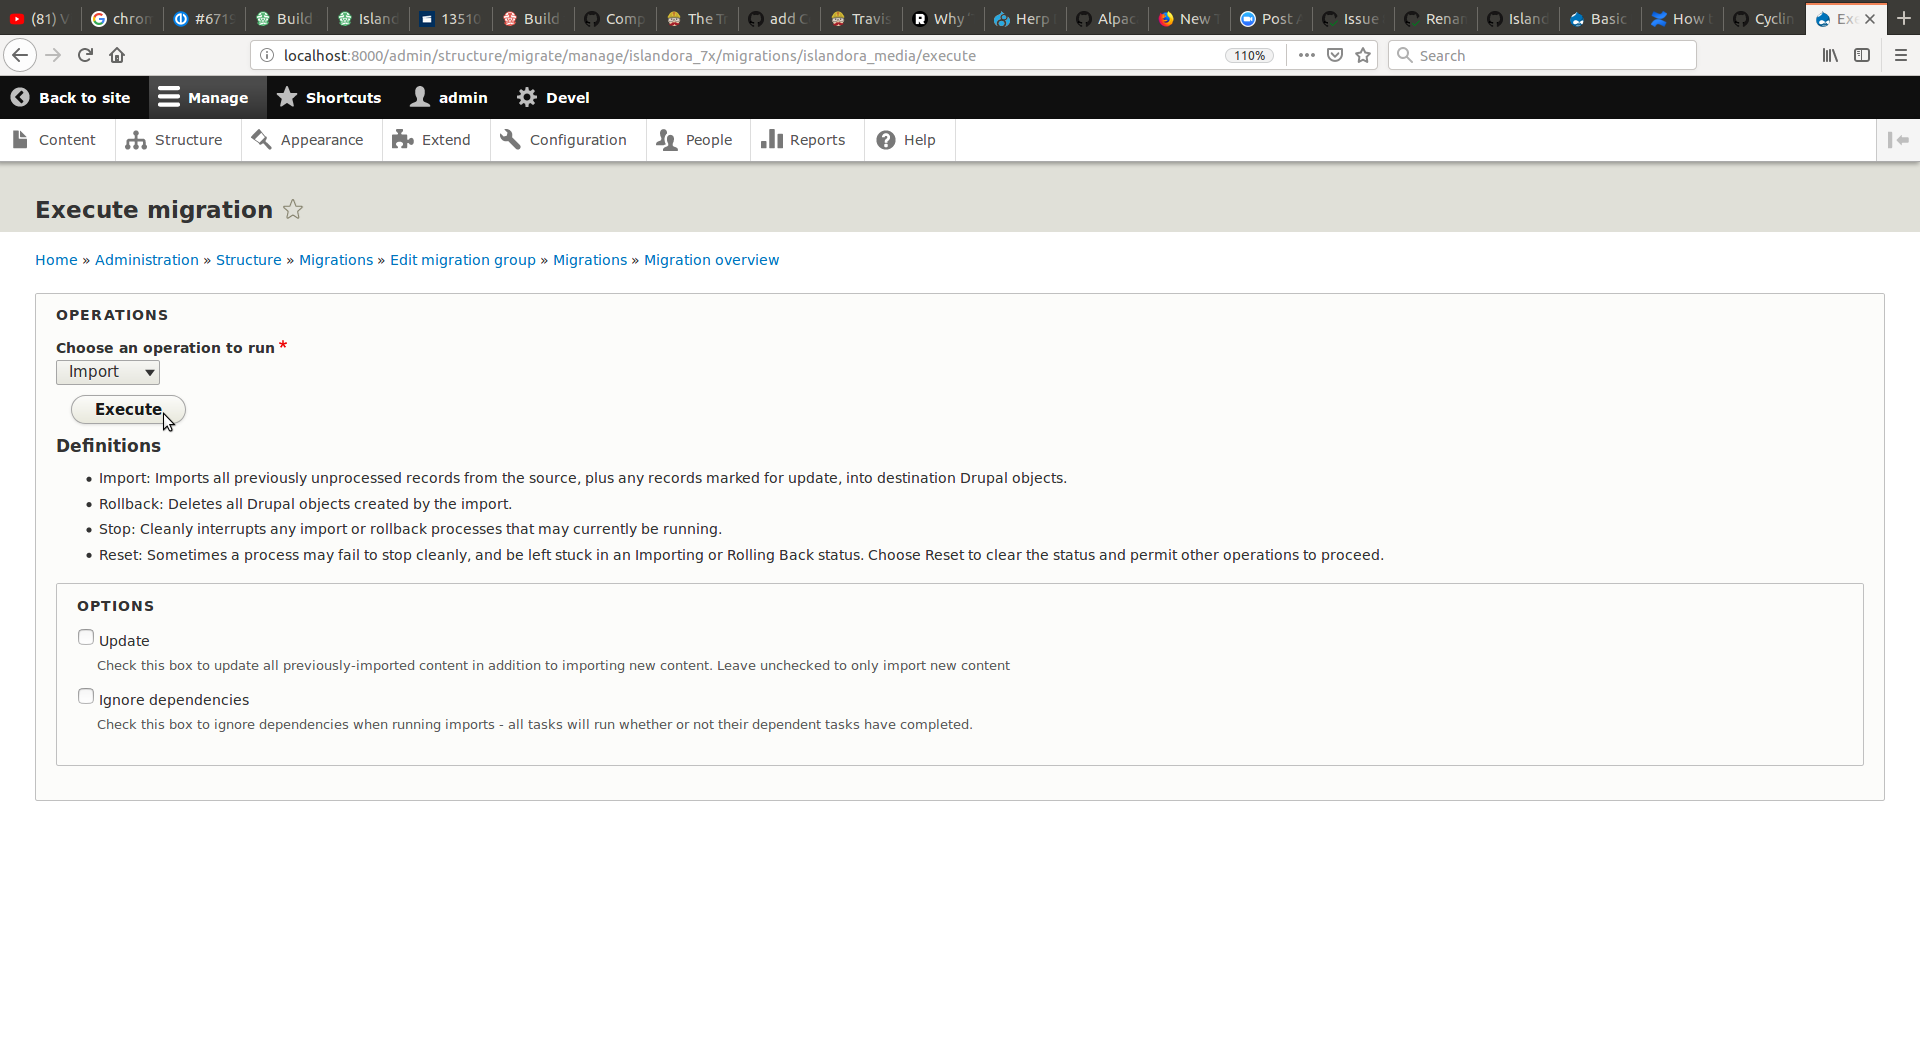 (81) V chron #6719 Build Island 13510 Build Comp The Tr add C Travis Why Herp Alpac New T Post A Issue Renan Island Basic How t Cyclin Exe
localhost:8000/admin/structure/migrate/manage/islandora_7x/migrations/islandora_media/execute 110% Search
Back to site Manage Shortcuts admin Devel
Content Structure Appearance Extend Configuration People Reports Help
Execute migration
Home » Administration » Structure » Migrations » Edit migration group » Migrations » Migration overview
OPERATIONS
Choose an operation to run *
Import
Execute
Definitions
• Import: Imports all previously unprocessed records from the source, plus any records marked for update, into destination Drupal objects.
• Rollback: Deletes all Drupal objects created by the import.
• Stop: Cleanly interrupts any import or rollback processes that may currently be running.
• Reset: Sometimes a process may fail to stop cleanly, and be left stuck in an Importing or Rolling Back status. Choose Reset to clear the status and permit other operations to proceed.
OPTIONS
Update
Check this box to update all previously-imported content in addition to importing new content. Leave unchecked to only import new content
Ignore dependencies
Check this box to ignore dependencies when running imports - all tasks will run whether or not their dependent tasks have completed.